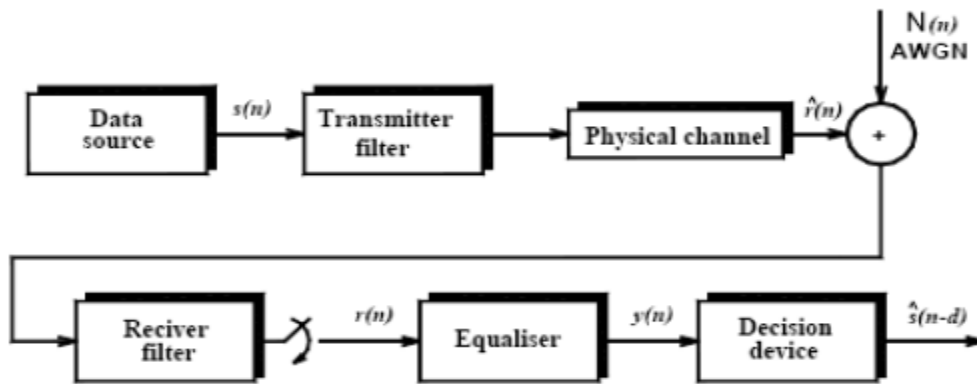 N(n)
AWGN
Data
source
s(n)
Transmitter
filter
Physical channel
r̂(n)
+
Reciver
filter
r(n)
Equaliser
y(n)
Decision
device
ŝ(n-d)